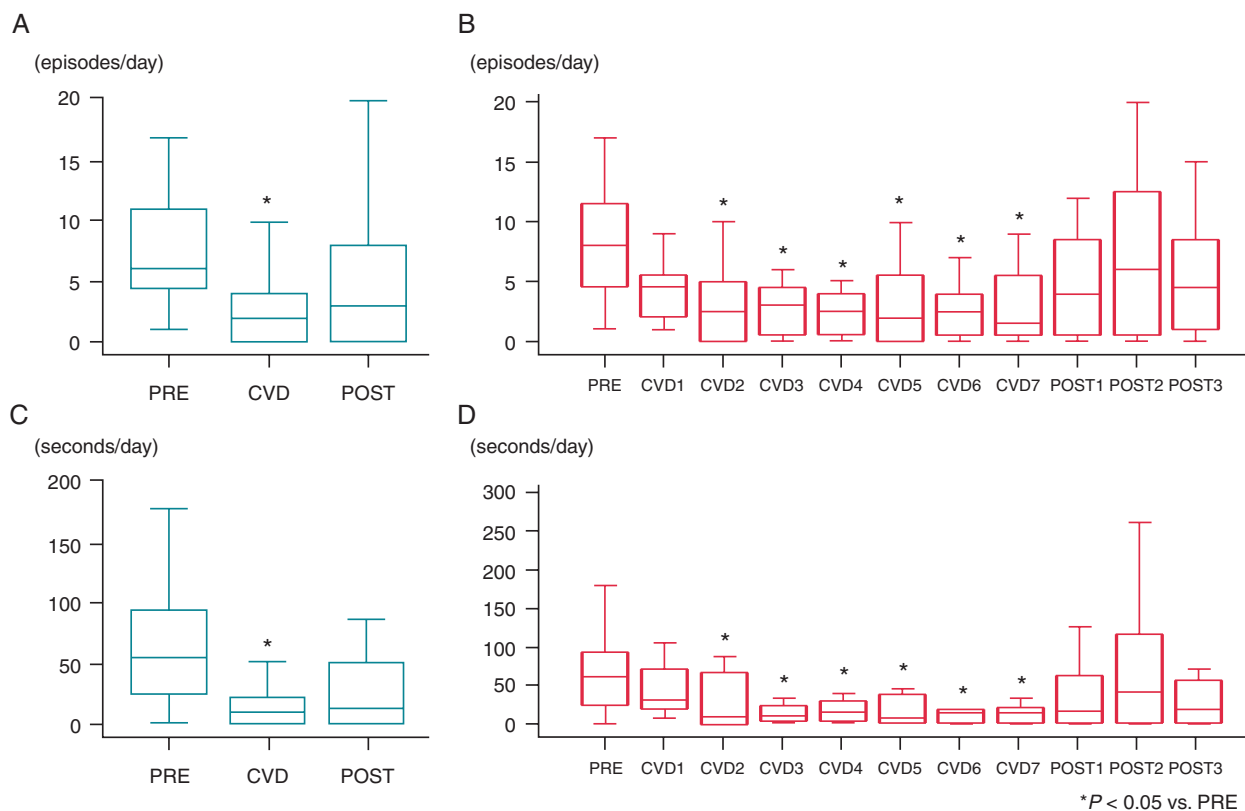 A
(episodes/day)
20
15
10
5
0
*
PRE CVD POST
B
(episodes/day)
20
15
10
5
0
* * * * * *
PRE CVD1 CVD2 CVD3 CVD4 CVD5 CVD6 CVD7 POST1 POST2 POST3
C
(seconds/day)
200
150
100
50
0
*
PRE CVD POST
D
(seconds/day)
300
250
200
150
100
50
0
* * * * * *
PRE CVD1 CVD2 CVD3 CVD4 CVD5 CVD6 CVD7 POST1 POST2 POST3
*P < 0.05 vs. PRE